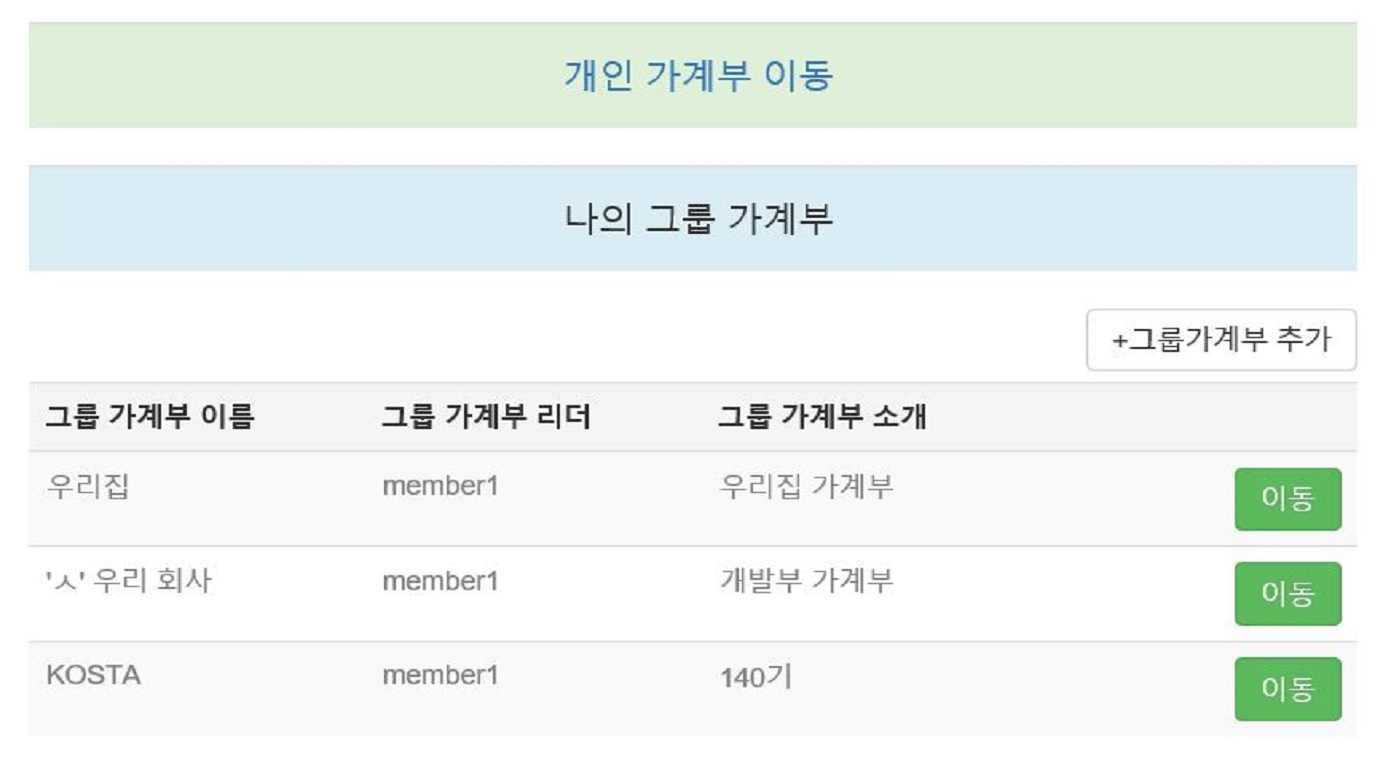 개인 가계부 이동
나의 그룹 가계부
+그룹가계부 추가
그룹 가계부 이름 그룹 가계부 리더 그룹 가계부 소개
우리집 member1 우리집 가계부 이동
'ㅅ' 우리 회사 member1 개발부 가계부 이동
KOSTA member1 140기 이동